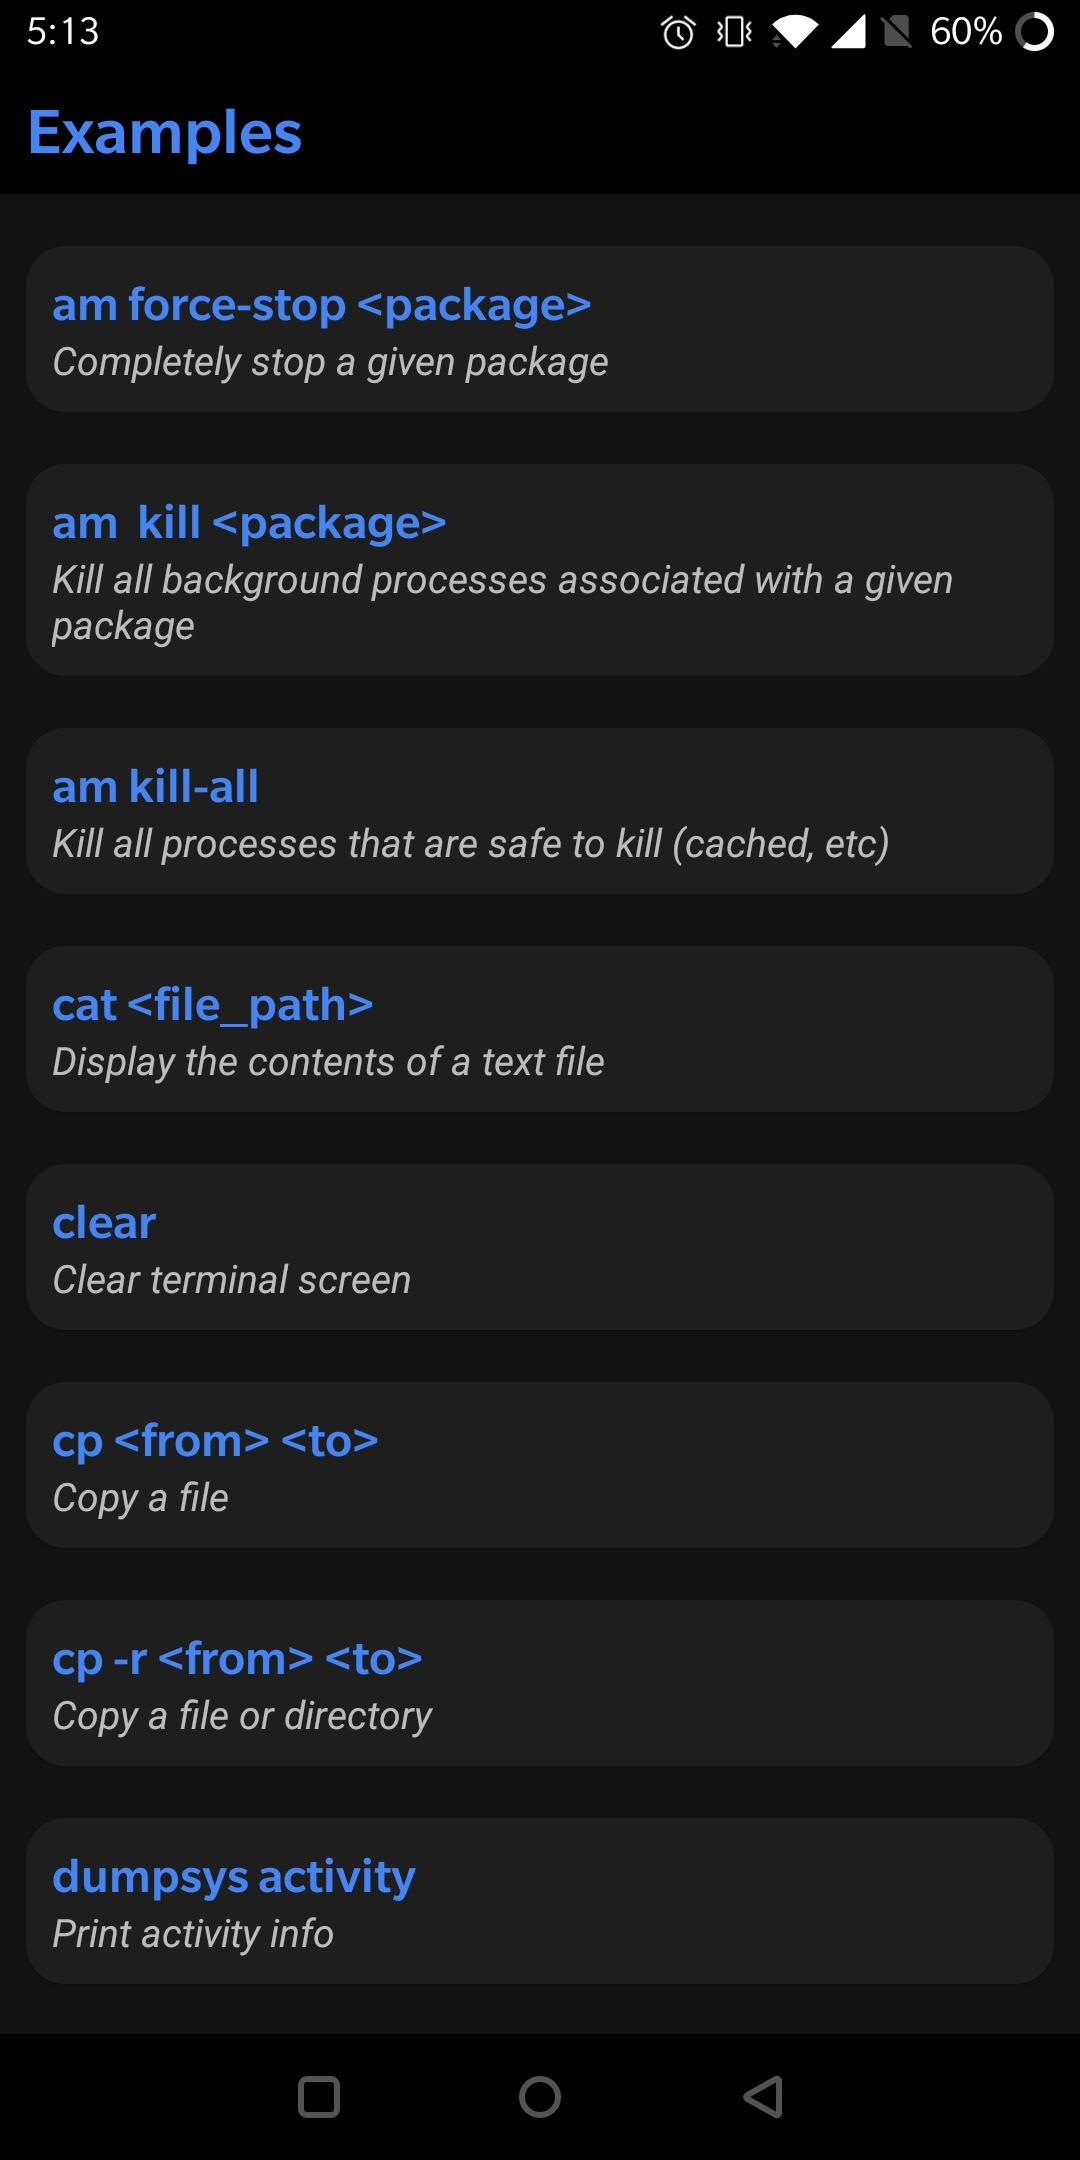 5:13
60%
Examples
am force-stop <package>
Completely stop a given package
am  kill <package>
Kill all background processes associated with a given
package
am kill-all
Kill all processes that are safe to kill (cached, etc)
cat <file_path>
Display the contents of a text file
clear
Clear terminal screen
cp <from> <to>
Copy a file
cp -r <from> <to>
Copy a file or directory
dumpsys activity
Print activity info